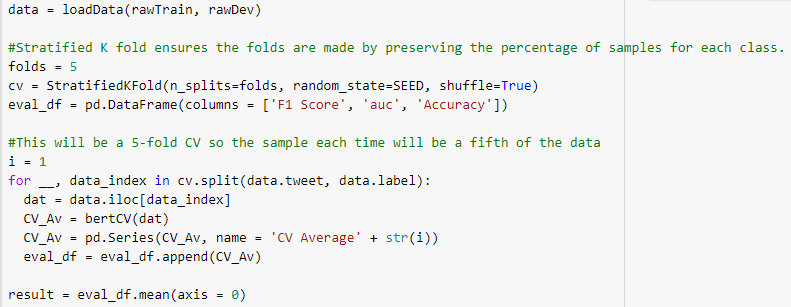 data = loadData(rawTrain, rawDev)
#Stratified K fold ensures the folds are made by preserving the percentage of samples for each class.
folds = 5
cv = StratifiedKFold(n_splits=folds, random_state=SEED, shuffle=True)
eval_df = pd.DataFrame(columns = ['F1 Score', 'auc', 'Accuracy'])
#This will be a 5-fold CV so the sample each time will be a fifth of the data
i = 1
for __, data_index in cv.split(data.tweet, data.label):
  dat = data.iloc[data_index]
  CV_Av = bertCV(dat)
  CV_Av = pd.Series(CV_Av, name = 'CV Average' + str(i))
  eval_df = eval_df.append(CV_Av)
result = eval_df.mean(axis = 0)